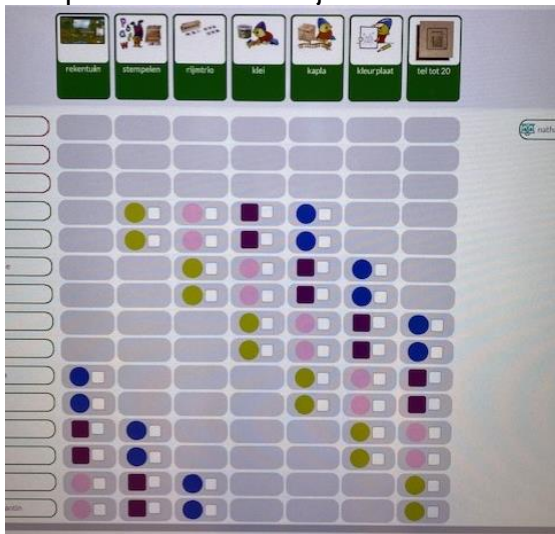 rekentuin
stempelen
rijmtrio
klei
kapla
kleurplaat
tel tot 20